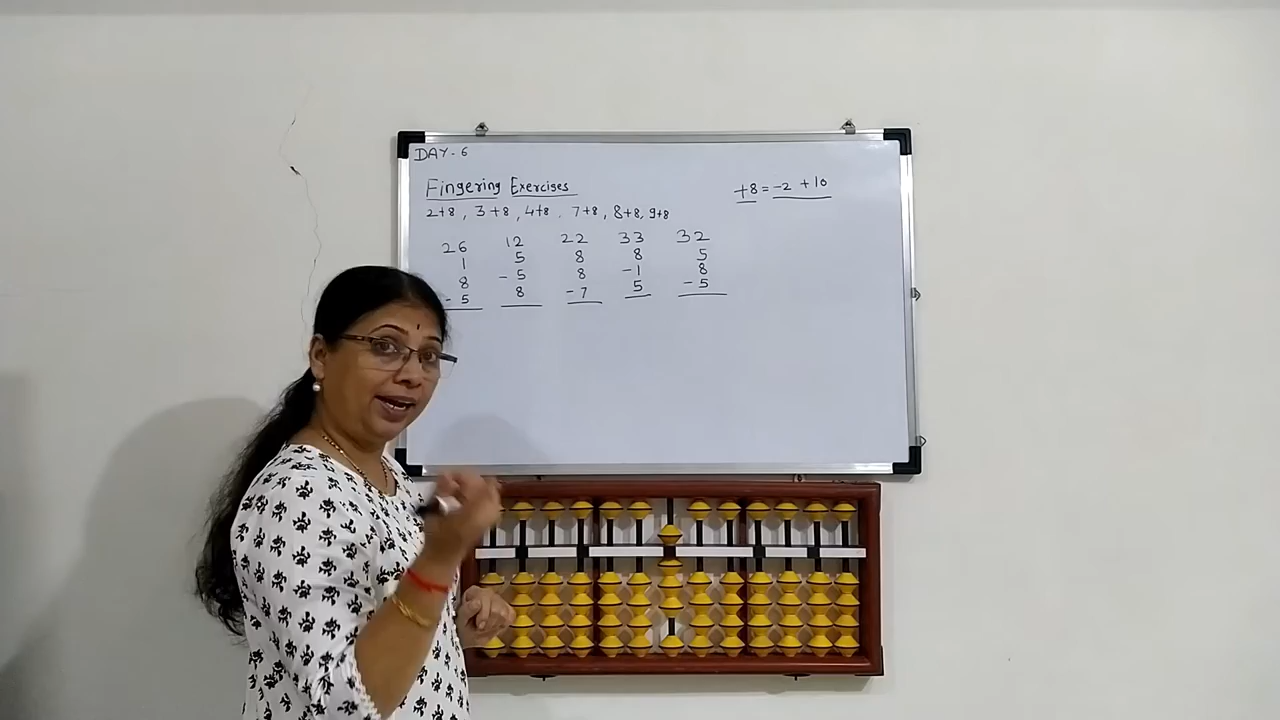 DAY-6
Fingering Exercises
+8 = -2 +10
2+8, 3+8, 4+8. 7+8, 8+8, 9+8
26 12 22 33 32
1 5 8 8 5
8 -5 8 -1 8
-5 8 -7 5 -5